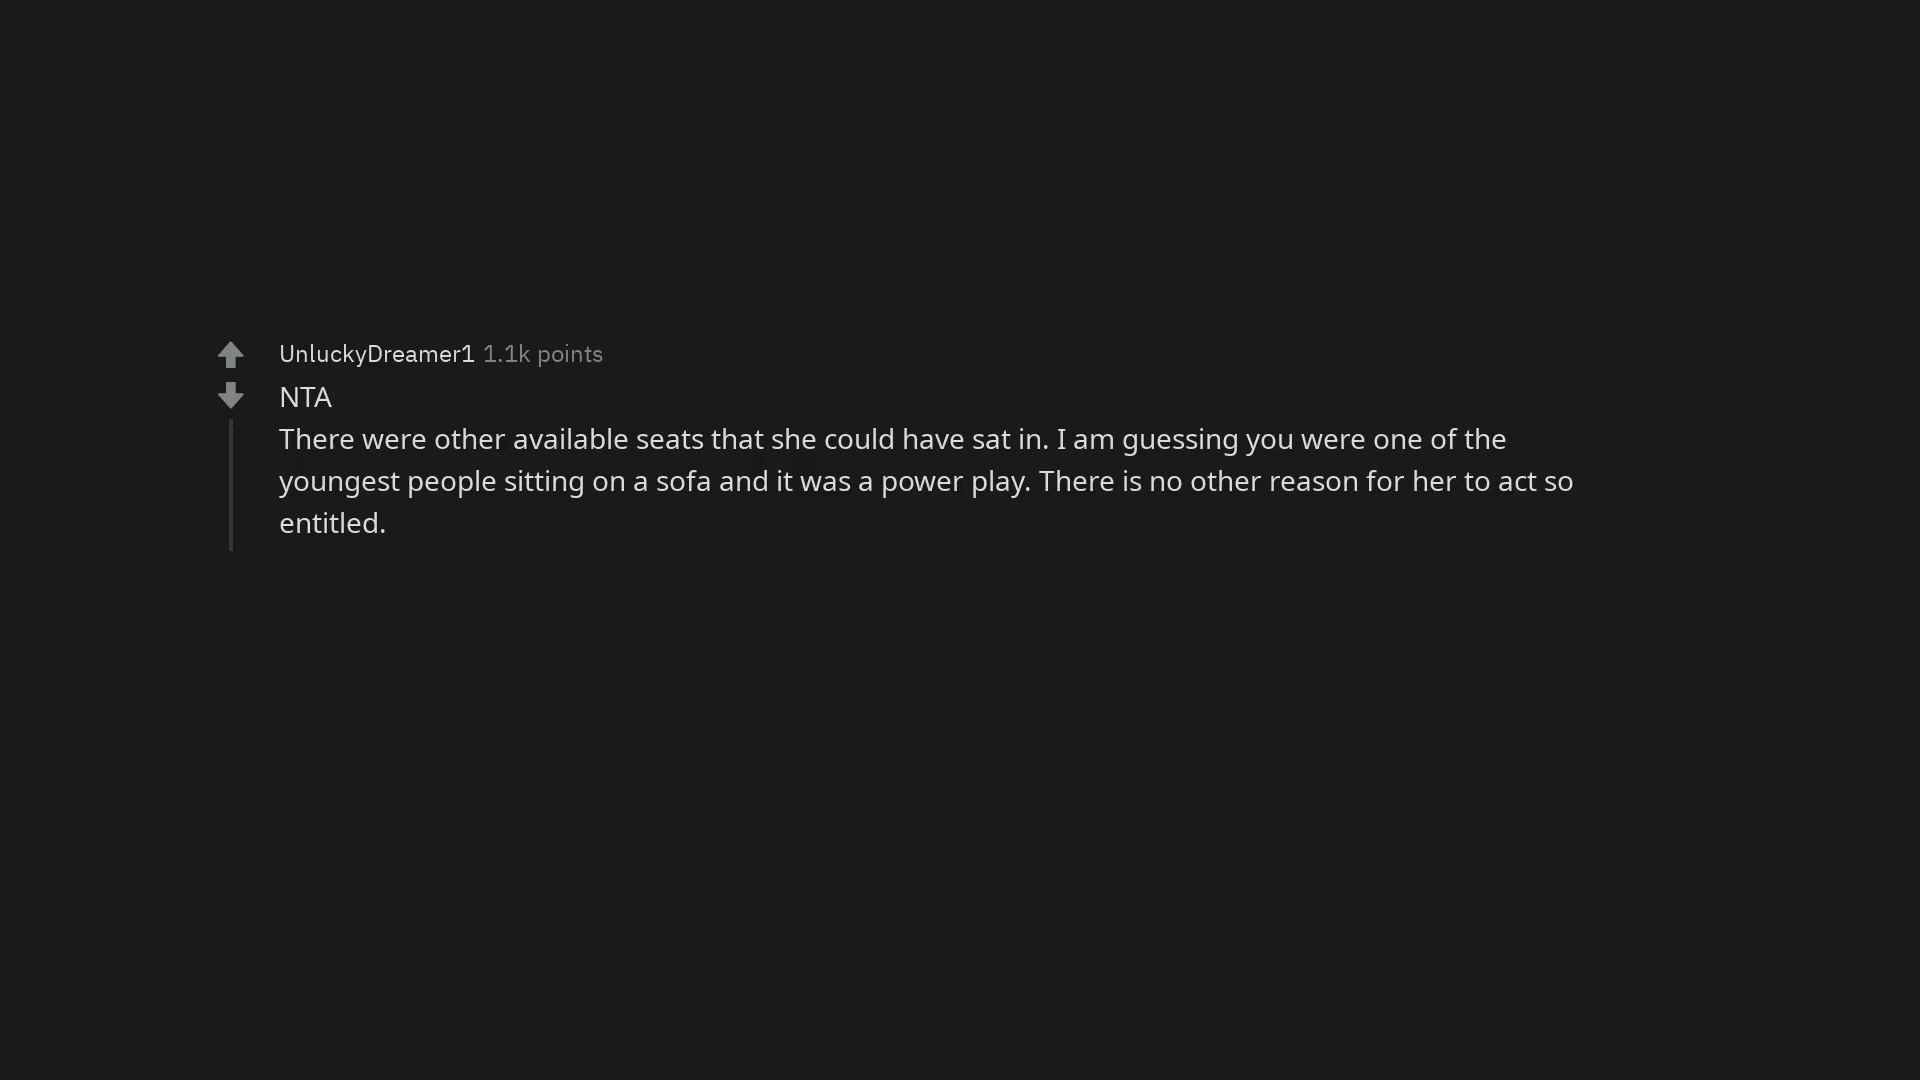 UnluckyDreamer1 1.1k points
NTA
There were other available seats that she could have sat in. I am guessing you were one of the
youngest people sitting on a sofa and it was a power play. There is no other reason for her to act so
entitled.